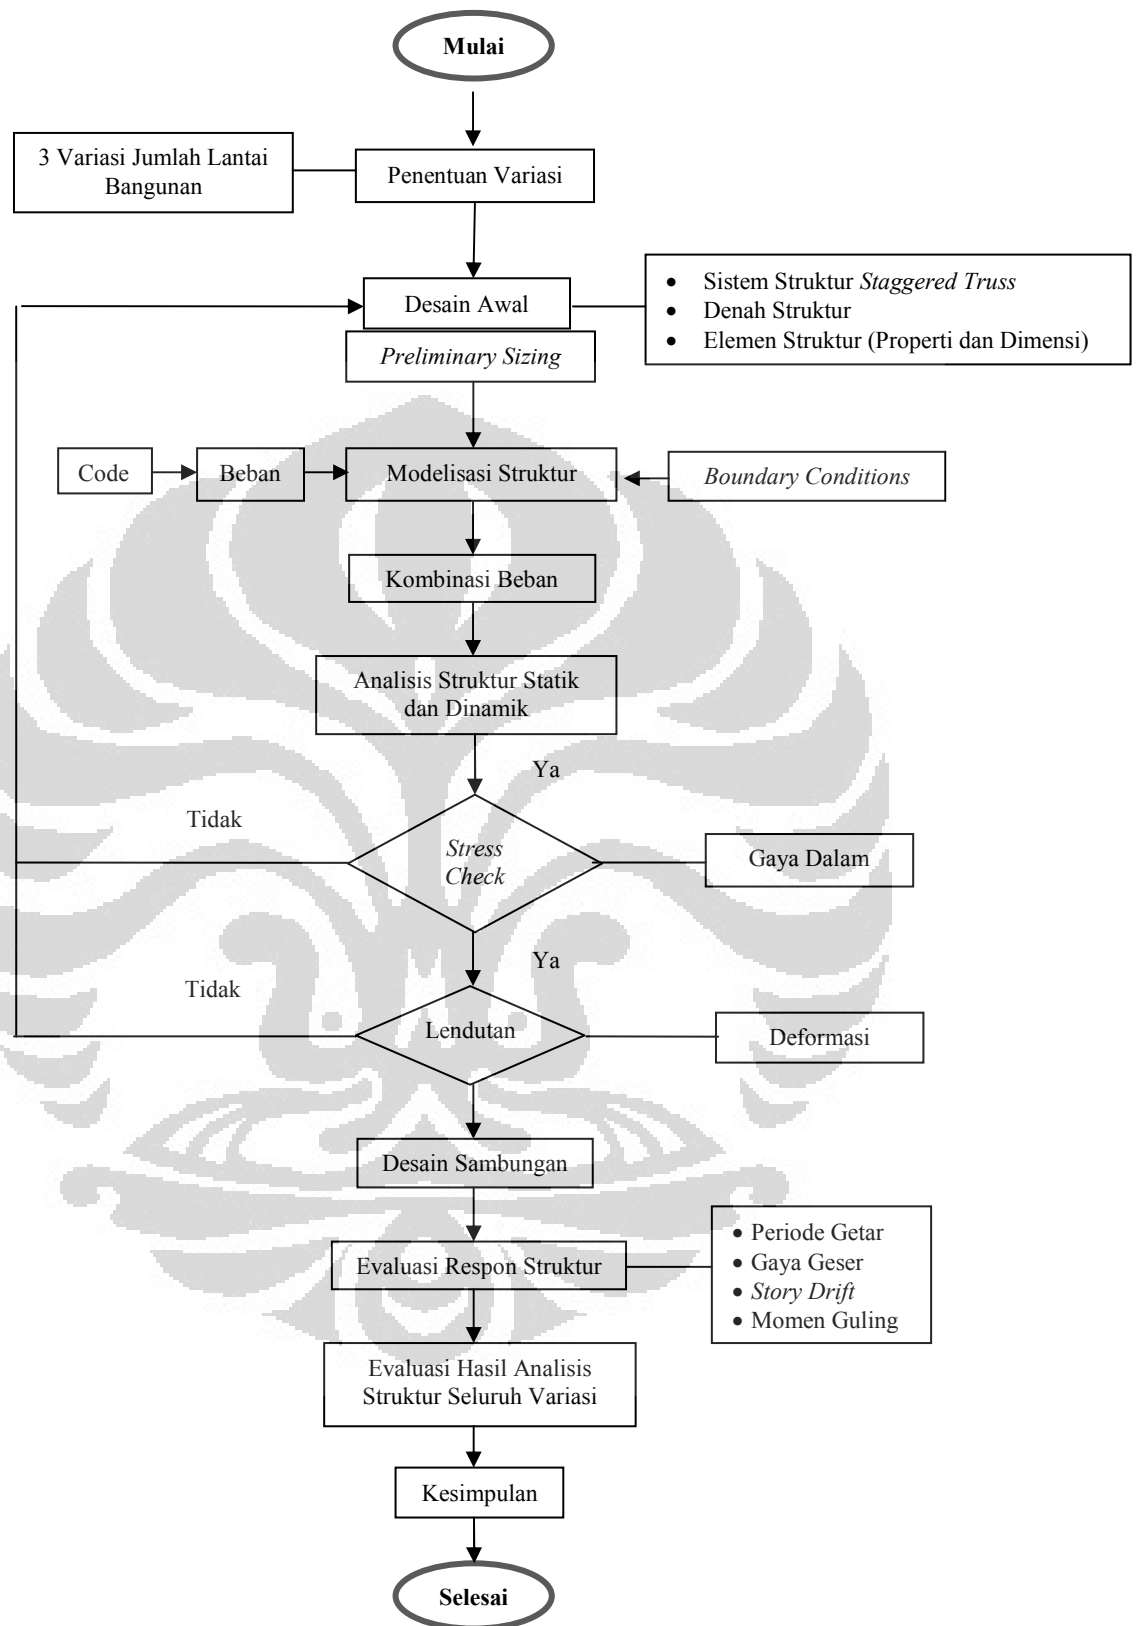 Mulai
3 Variasi Jumlah Lantai
Bangunan
Penentuan Variasi
Desain Awal
• Sistem Struktur Staggered Truss
• Denah Struktur
• Elemen Struktur (Properti dan Dimensi)
Preliminary Sizing
Code
Beban
Modelisasi Struktur
Boundary Conditions
Kombinasi Beban
Analisis Struktur Statik
dan Dinamik
Ya
Tidak
Stress
Check
Gaya Dalam
Ya
Tidak
Lendutan
Deformasi
Desain Sambungan
Evaluasi Respon Struktur
• Periode Getar
• Gaya Geser
• Story Drift
• Momen Guling
Evaluasi Hasil Analisis
Struktur Seluruh Variasi
Kesimpulan
Selesai